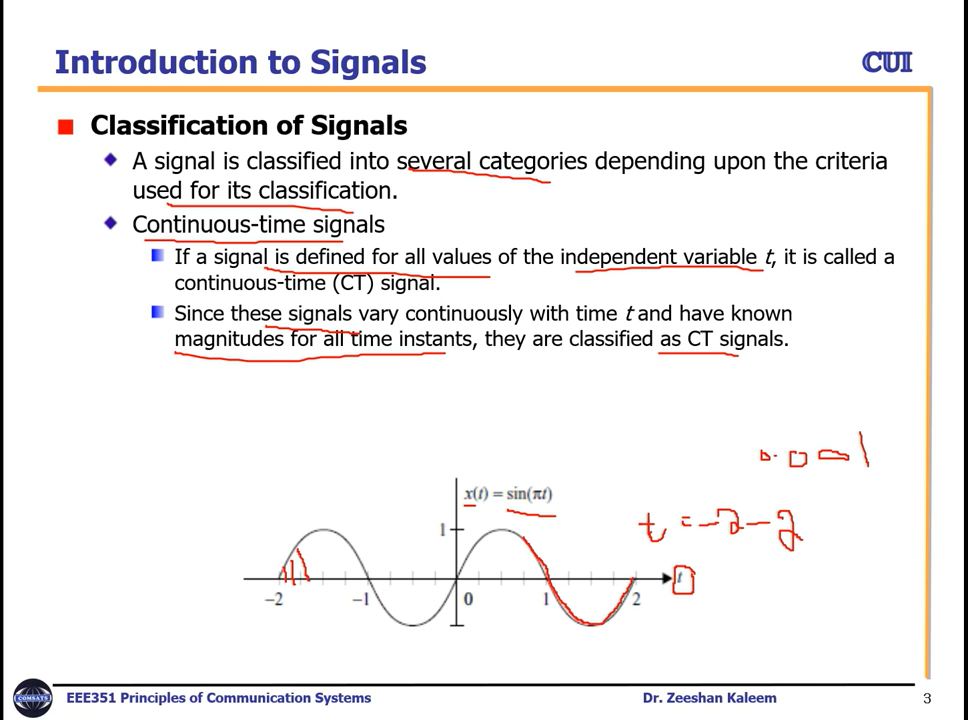 Introduction to Signals
CUI
Classification of Signals
A signal is classified into several categories depending upon the criteria
used for its classification.
Continuous-time signals
If a signal is defined for all values of the independent variable t, it is called a
continuous-time (CT) signal.
Since these signals vary continuously with time t and have known
magnitudes for all time instants, they are classified as CT signals.
x(t) = sin(πt)
1
t = -2 - 2
t
-2 -1 0 1 2
COMSATS
EEE351 Principles of Communication Systems
Dr. Zeeshan Kaleem
3